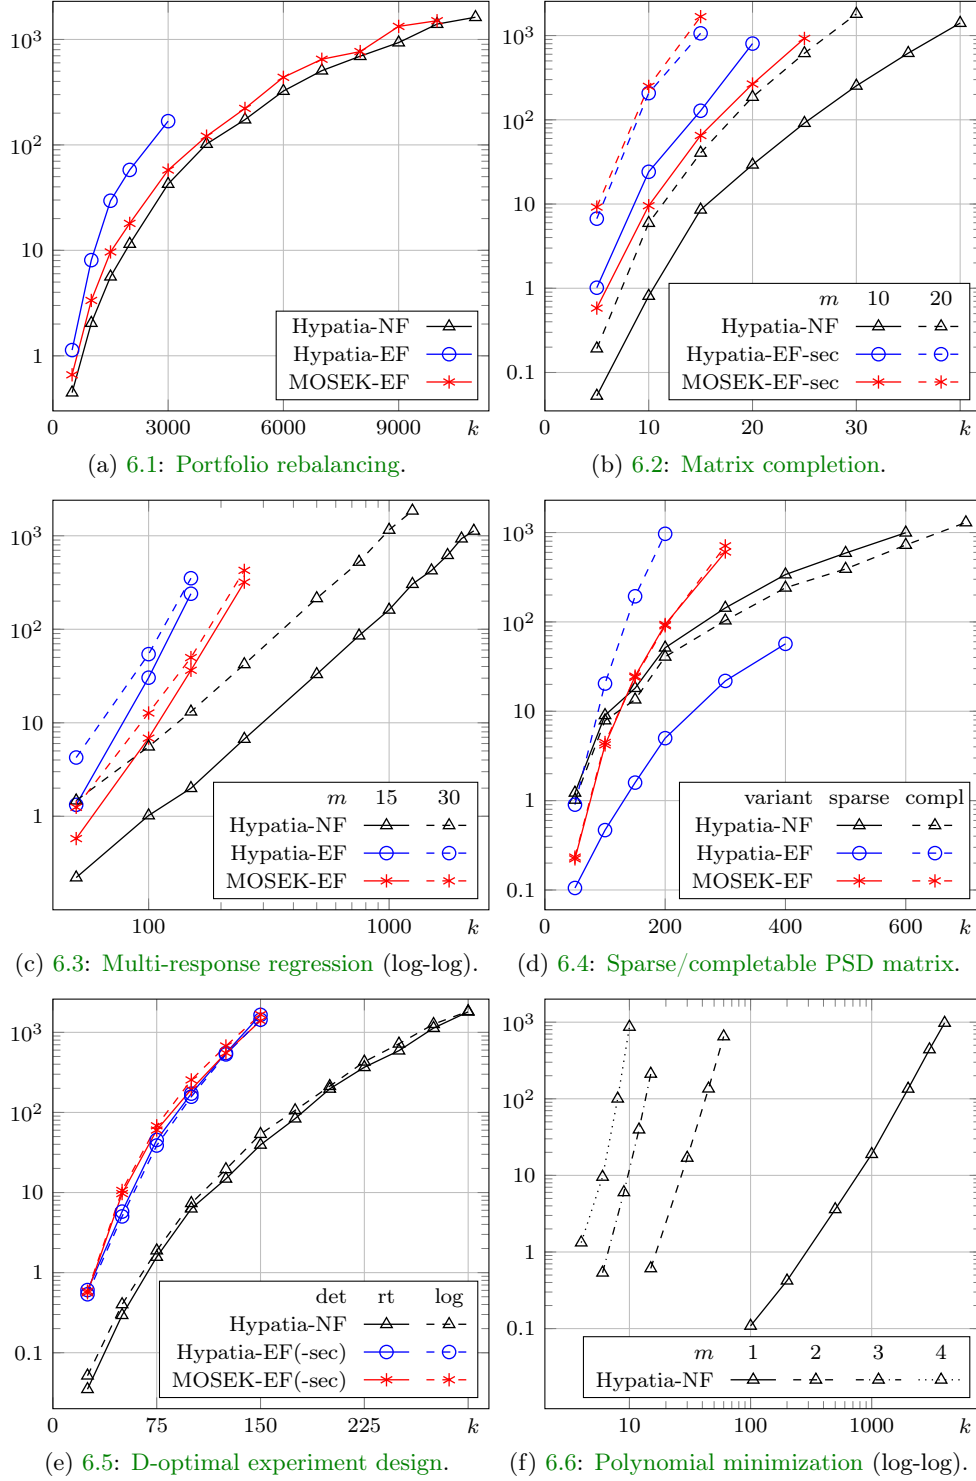 10^3
10^2
10
1
0 3000 6000 9000 k
Hypatia-NF
Hypatia-EF
MOSEK-EF
(a) 6.1: Portfolio rebalancing.
10^3
10^2
10
1
0.1
0 10 20 30 k
m 10 20
Hypatia-NF
Hypatia-EF-sec
MOSEK-EF-sec
(b) 6.2: Matrix completion.
10^3
10^2
10
1
100 1000 k
m 15 30
Hypatia-NF
Hypatia-EF
MOSEK-EF
(c) 6.3: Multi-response regression (log-log).
10^3
10^2
10
1
0.1
0 200 400 600 k
variant sparse compl
Hypatia-NF
Hypatia-EF
MOSEK-EF
(d) 6.4: Sparse/completable PSD matrix.
10^3
10^2
10
1
0.1
0 75 150 225 k
det rt log
Hypatia-NF
Hypatia-EF(-sec)
MOSEK-EF(-sec)
(e) 6.5: D-optimal experiment design.
10^3
10^2
10
1
0.1
10 100 1000 k
m 1 2 3 4
Hypatia-NF
(f) 6.6: Polynomial minimization (log-log).